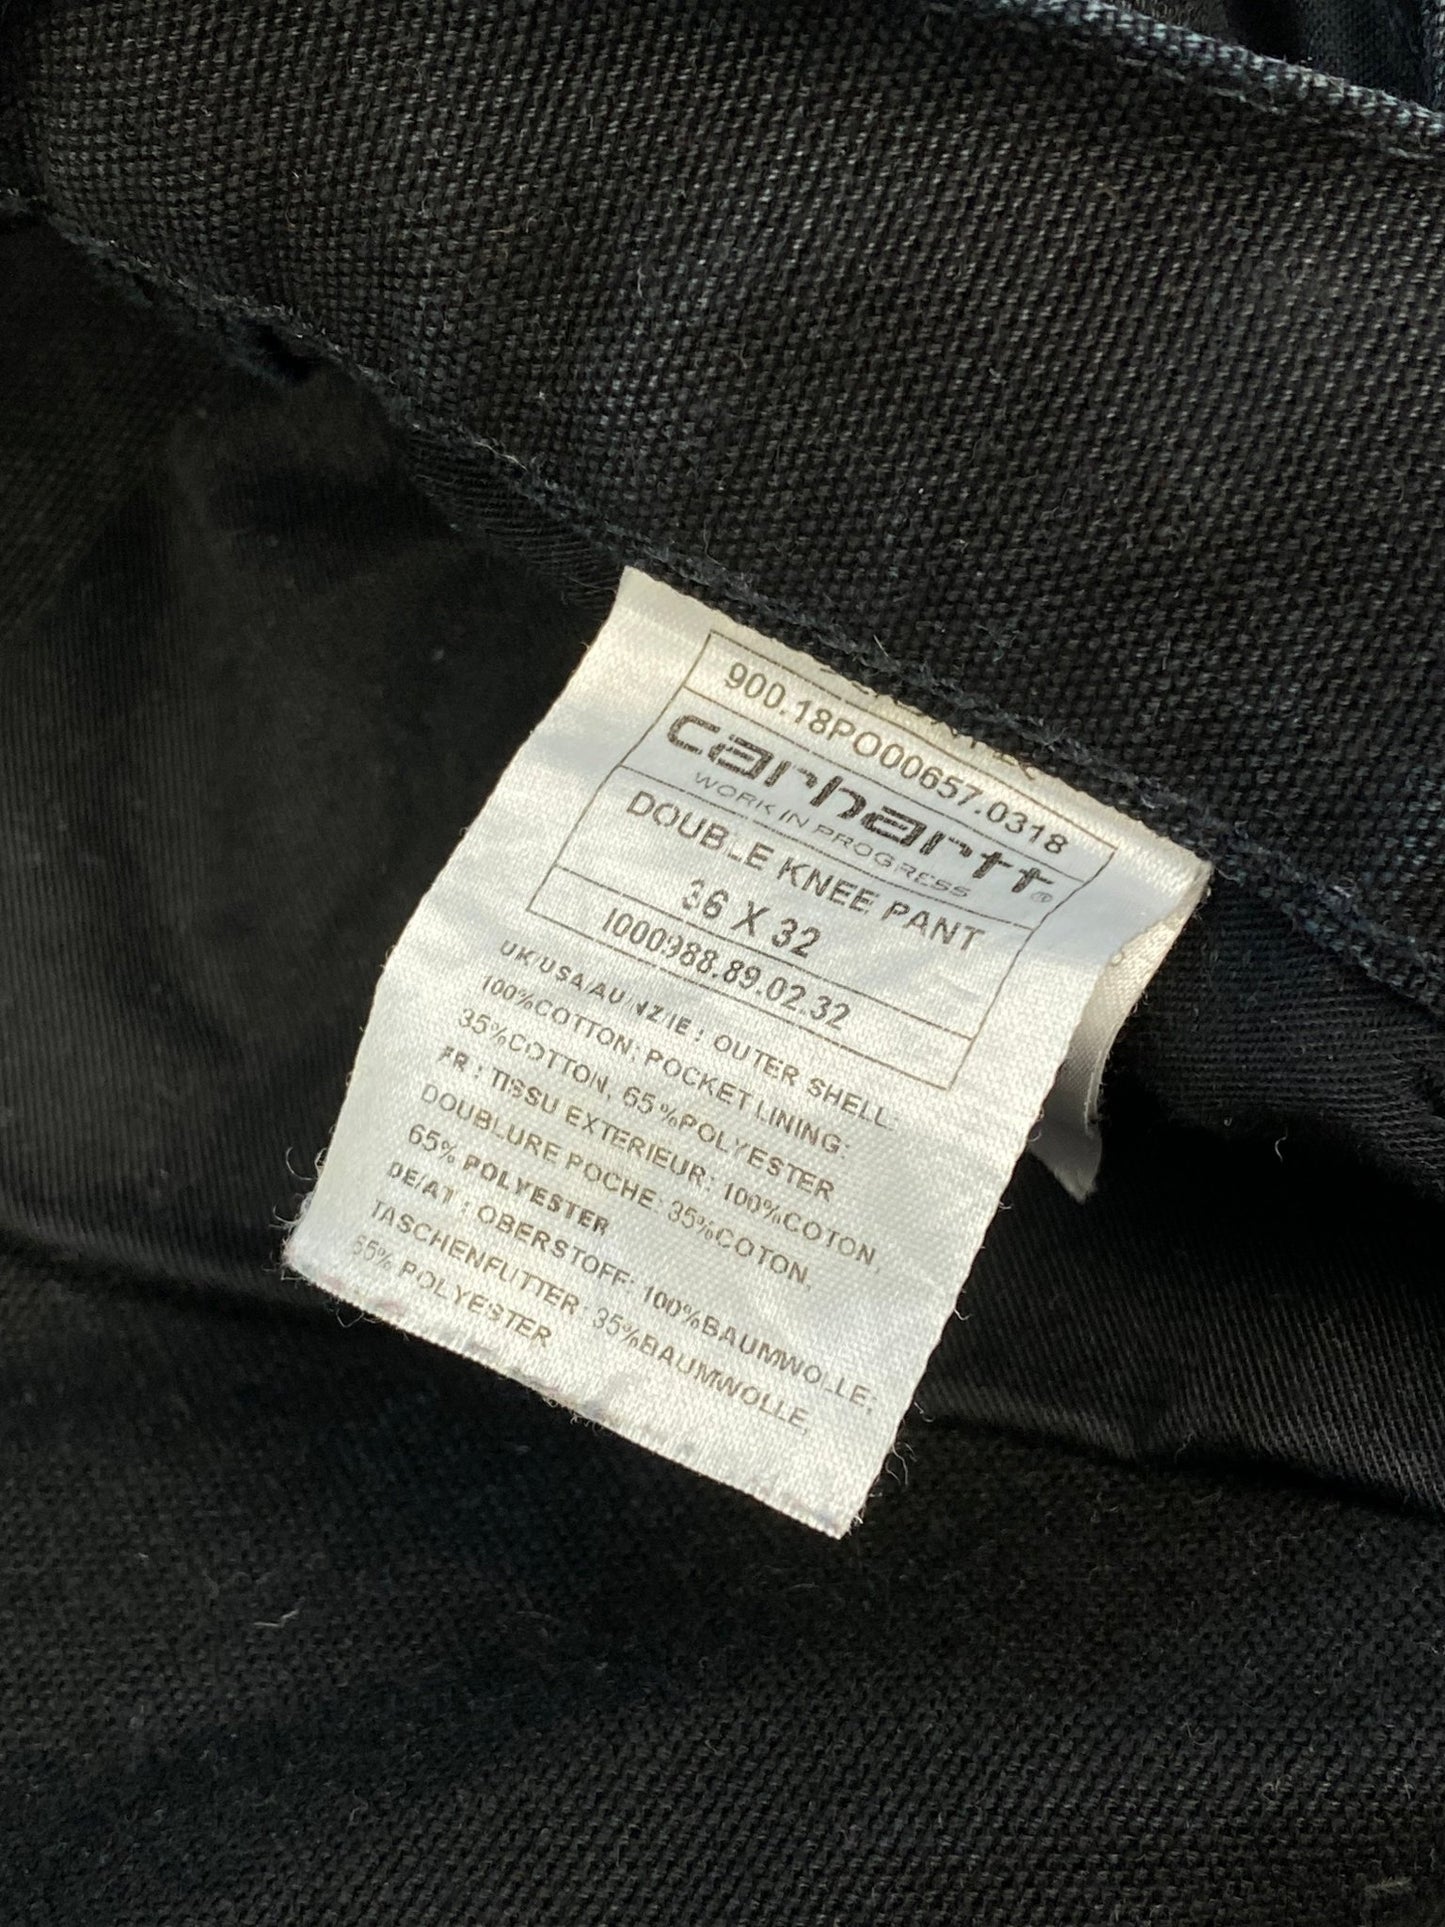 900.18PO00657.0318
carhartt®
WORK IN PROGRESS
DOUBLE KNEE PANT
36 X 32
I000988.89.02.32
UK/USA/AU/NZ/IE : OUTER SHELL:
100%COTTON; POCKET LINING:
35%COTTON, 65%POLYESTER
FR : TISSU EXTERIEUR: 100%COTON,
DOUBLURE POCHE: 35%COTON,
65% POLYESTER
DE/AT : OBERSTOFF: 100%BAUMWOLLE;
TASCHENFUTTER: 35%BAUMWOLLE,
65% POLYESTER